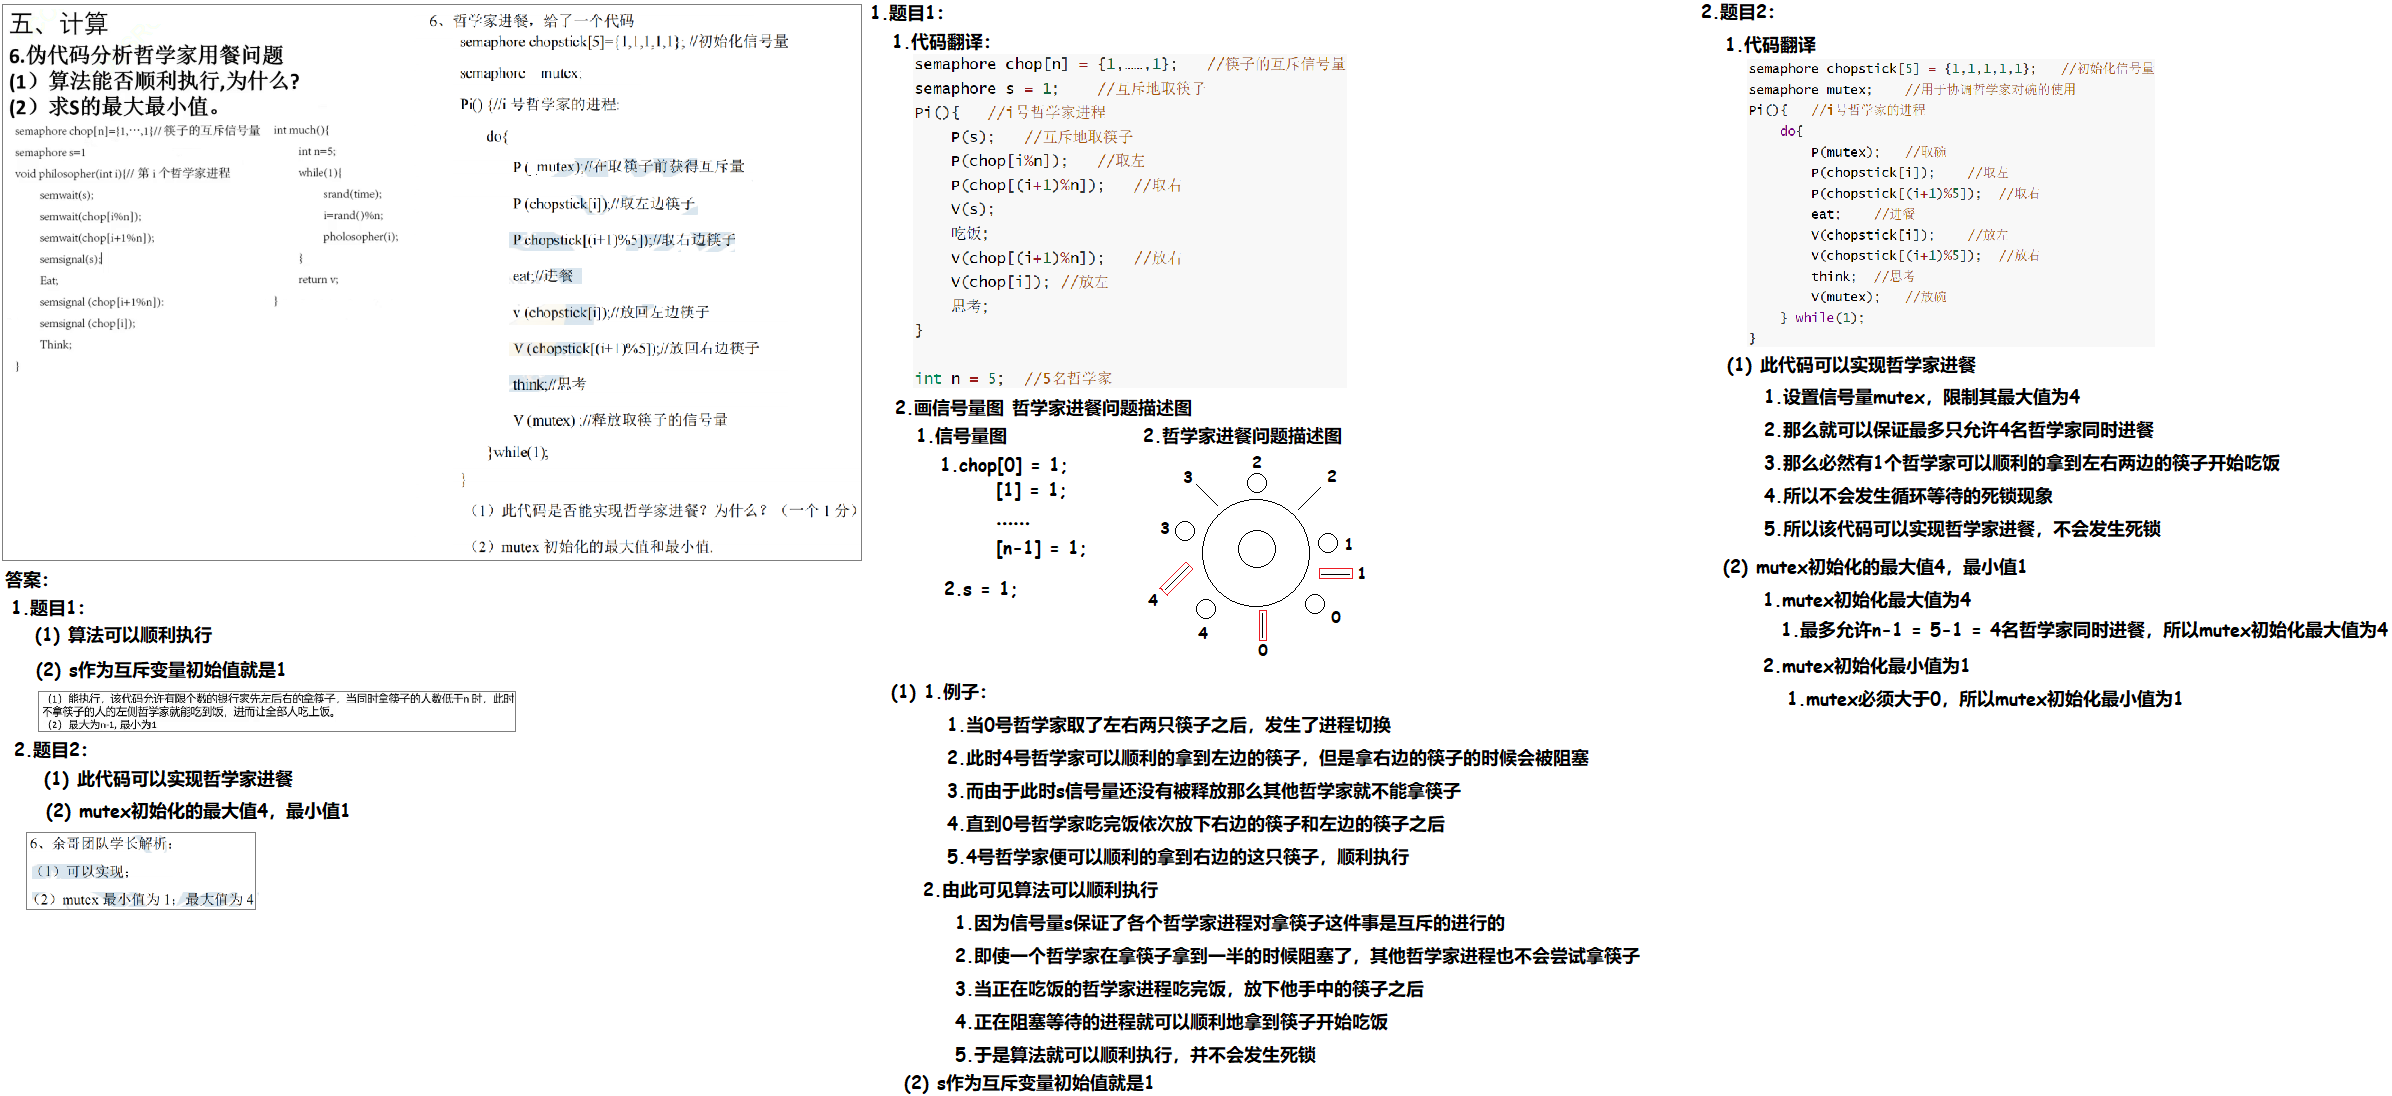 五、计算
6.伪代码分析哲学家用餐问题
(1）算法能否顺利执行,为什么?
(2）求S的最大最小值。
semaphore chop[n]={1,…,1}// 筷子的互斥信号量
semaphore s=1
void philosopher(int i){// 第 i 个哲学家进程
semwait(s);
semwait(chop[i%n]);
semwait(chop[i+1%n]);
semsignal(s);
Eat;
semsignal (chop[i+1%n]):
semsignal (chop[i]);
Think;
}
int much(){
int n=5;
while(1){
srand(time);
i=rand()%n;
pholosopher(i);
{
return v;
}
6、哲学家进餐，给了一个代码
semaphore chopstick[5]={1,1,1,1,1}; //初始化信号量
semaphore mutex;
Pi() {//i 号哲学家的进程:
do{
P ( mutex);//在取筷子前获得互斥量
P (chopstick[i]);//取左边筷子
P chopstick[(i+1)%5]);//取右边筷子
eat;//进餐
v (chopstick[i]);//放回左边筷子
V (chopstick[(i+1)%5]);//放回右边筷子
think;//思考
V (mutex) ;//释放取筷子的信号量
}while(1);
}
（1）此代码是否能实现哲学家进餐？为什么？（一个 1 分）
（2）mutex 初始化的最大值和最小值.
答案：
1.题目1：
(1) 算法可以顺利执行
(2) s作为互斥变量初始值就是1
（1）能执行，该代码允许有限个数的银行家先左后右的拿筷子，当同时拿筷子的人数低于n 时，此时
不拿筷子的人的左侧哲学家就能吃到饭，进而让全部人吃上饭。
（2）最大为n-1, 最小为1
2.题目2：
(1) 此代码可以实现哲学家进餐
(2) mutex初始化的最大值4，最小值1
6、余哥团队学长解析：
（1）可以实现；
（2）mutex 最小值为 1；最大值为 4
1.题目1：
1.代码翻译：
semaphore chop[n] = {1,……,1}; //筷子的互斥信号量
semaphore s = 1; //互斥地取筷子
Pi(){ //i号哲学家进程
P(s); //互斥地取筷子
P(chop[i%n]); //取左
P(chop[(i+1)%n]); //取右
V(s);
吃饭;
V(chop[(i+1)%n]); //放右
V(chop[i]); //放左
思考;
}
int n = 5; //5名哲学家
2.画信号量图 哲学家进餐问题描述图
1.信号量图
1.chop[0] = 1;
[1] = 1;
……
[n-1] = 1;
2.s = 1;
2.哲学家进餐问题描述图
2
3
2
3
1
1
4
0
4
0
(1) 1.例子：
1.当0号哲学家取了左右两只筷子之后，发生了进程切换
2.此时4号哲学家可以顺利的拿到左边的筷子，但是拿右边的筷子的时候会被阻塞
3.而由于此时s信号量还没有被释放那么其他哲学家就不能拿筷子
4.直到0号哲学家吃完饭依次放下右边的筷子和左边的筷子之后
5.4号哲学家便可以顺利的拿到右边的这只筷子，顺利执行
2.由此可见算法可以顺利执行
1.因为信号量s保证了各个哲学家进程对拿筷子这件事是互斥的进行的
2.即使一个哲学家在拿筷子拿到一半的时候阻塞了，其他哲学家进程也不会尝试拿筷子
3.当正在吃饭的哲学家进程吃完饭，放下他手中的筷子之后
4.正在阻塞等待的进程就可以顺利地拿到筷子开始吃饭
5.于是算法就可以顺利执行，并不会发生死锁
(2) s作为互斥变量初始值就是1
2.题目2：
1.代码翻译
semaphore chopstick[5] = {1,1,1,1,1}; //初始化信号量
semaphore mutex; //用于协调哲学家对碗的使用
Pi(){ //i号哲学家的进程
do{
P(mutex); //取碗
P(chopstick[i]); //取左
P(chopstick[(i+1)%5]); //取右
eat; //进餐
V(chopstick[i]); //放左
V(chopstick[(i+1)%5]); //放右
think; //思考
V(mutex); //放碗
} while(1);
}
(1) 此代码可以实现哲学家进餐
1.设置信号量mutex，限制其最大值为4
2.那么就可以保证最多只允许4名哲学家同时进餐
3.那么必然有1个哲学家可以顺利的拿到左右两边的筷子开始吃饭
4.所以不会发生循环等待的死锁现象
5.所以该代码可以实现哲学家进餐，不会发生死锁
(2) mutex初始化的最大值4，最小值1
1.mutex初始化最大值为4
1.最多允许n-1 = 5-1 = 4名哲学家同时进餐，所以mutex初始化最大值为4
2.mutex初始化最小值为1
1.mutex必须大于0，所以mutex初始化最小值为1